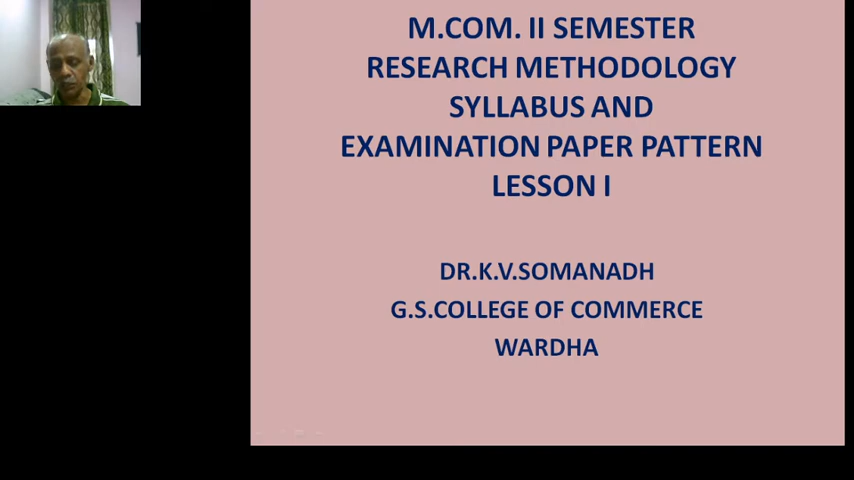 M.COM. II SEMESTER
RESEARCH METHODOLOGY
SYLLABUS AND
EXAMINATION PAPER PATTERN
LESSON I
DR.K.V.SOMANADH
G.S.COLLEGE OF COMMERCE
WARDHA